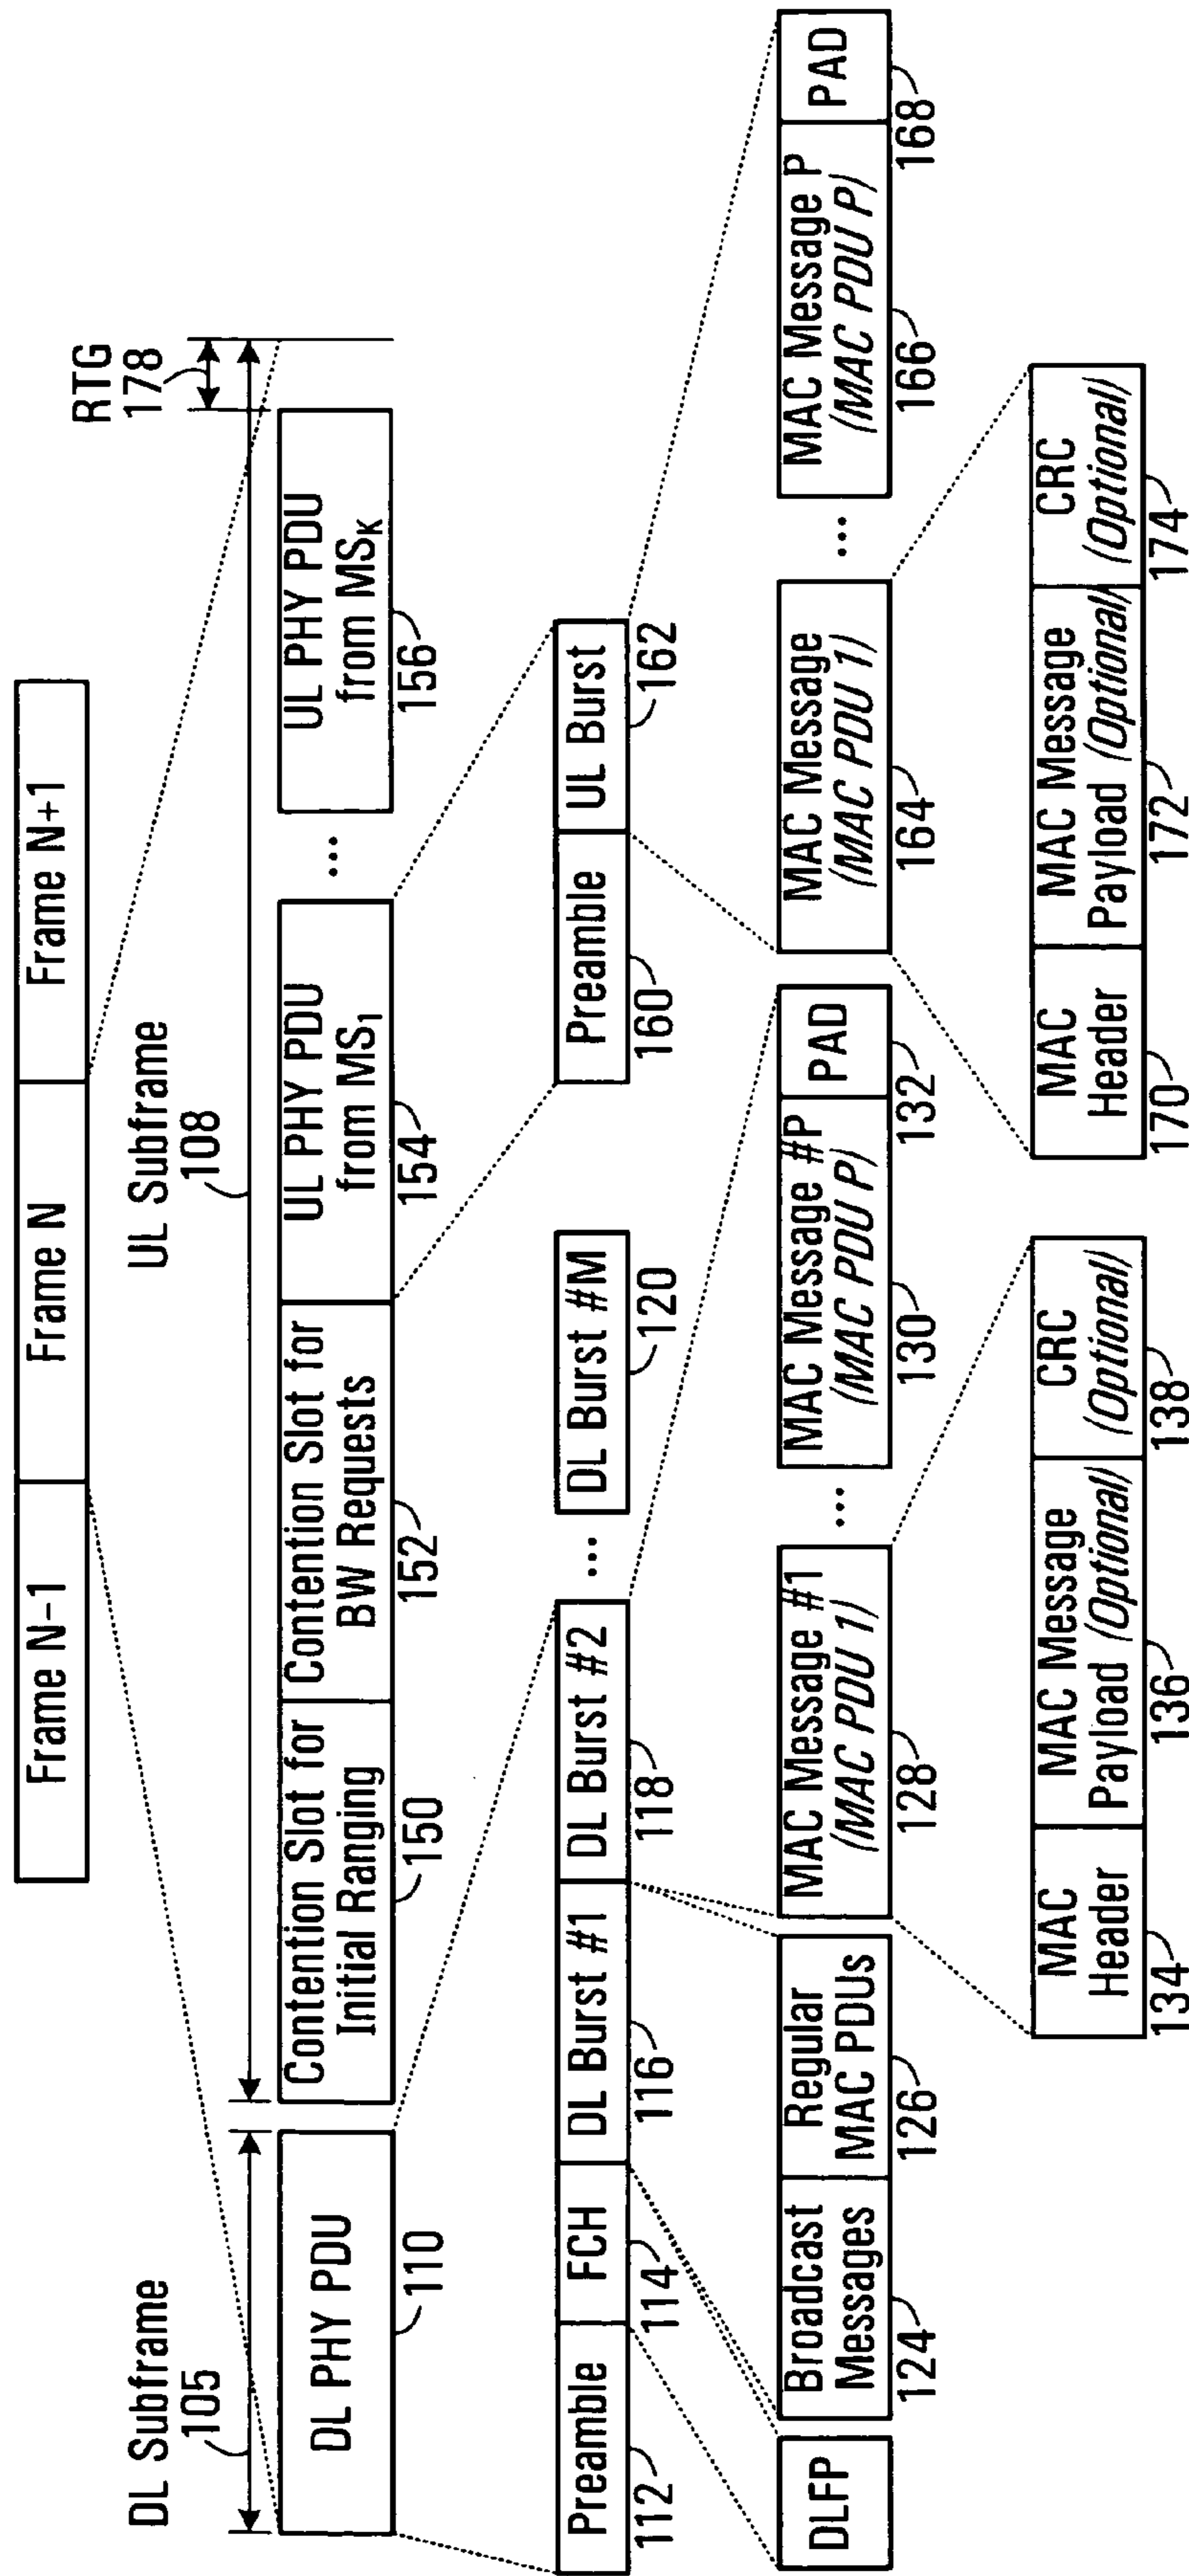 Frame N-1
Frame N
Frame N+1
DL Subframe
105
UL Subframe
108
RTG
178
DL PHY PDU
110
Contention Slot for
Initial Ranging
150
Contention Slot for
BW Requests
152
UL PHY PDU
from MS1
154
...
UL PHY PDU
from MSK
156
Preamble
112
FCH
114
DL Burst #1
116
DL Burst #2
118
...
DL Burst #M
120
Preamble
160
UL Burst
162
DLFP
Broadcast
Messages
124
Regular
MAC PDUs
126
MAC Message #1
(MAC PDU 1)
128
...
MAC Message #P
(MAC PDU P)
130
PAD
132
MAC Message
(MAC PDU 1)
164
...
MAC Message P
(MAC PDU P)
166
PAD
168
MAC
Header
134
MAC Message
Payload (Optional)
136
CRC
(Optional)
138
MAC
Header
170
MAC Message
Payload (Optional)
172
CRC
(Optional)
174